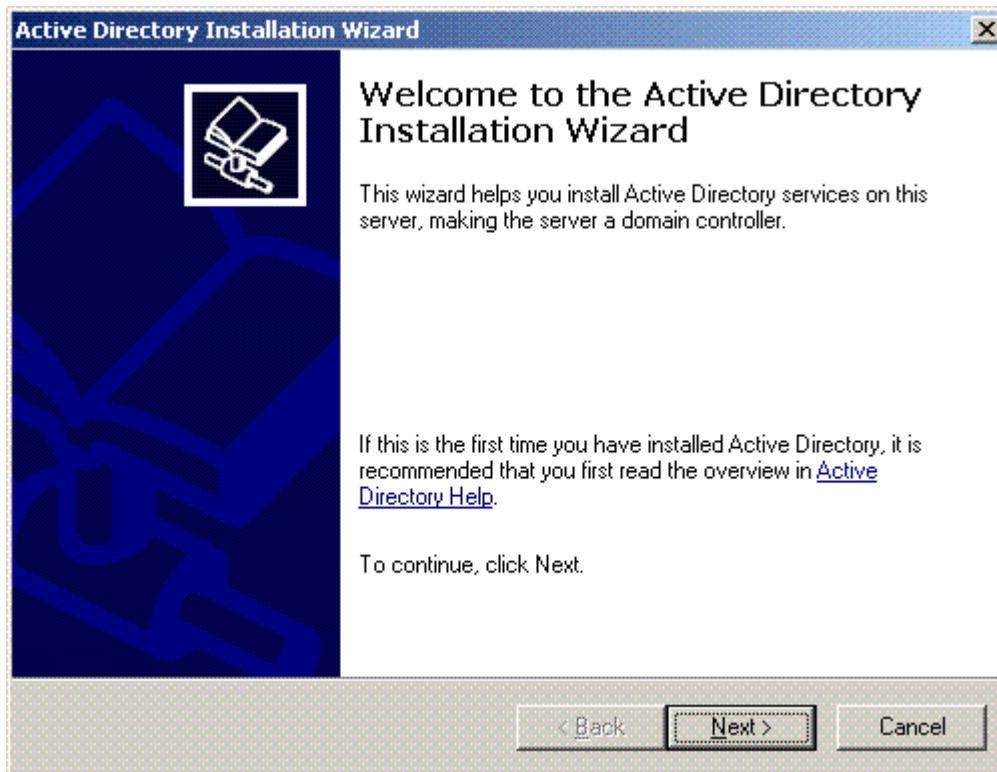 Active Directory Installation Wizard
Welcome to the Active Directory
Installation Wizard
This wizard helps you install Active Directory services on this
server, making the server a domain controller.
If this is the first time you have installed Active Directory, it is
recommended that you first read the overview in Active
Directory Help.
To continue, click Next.
< Back
Next >
Cancel